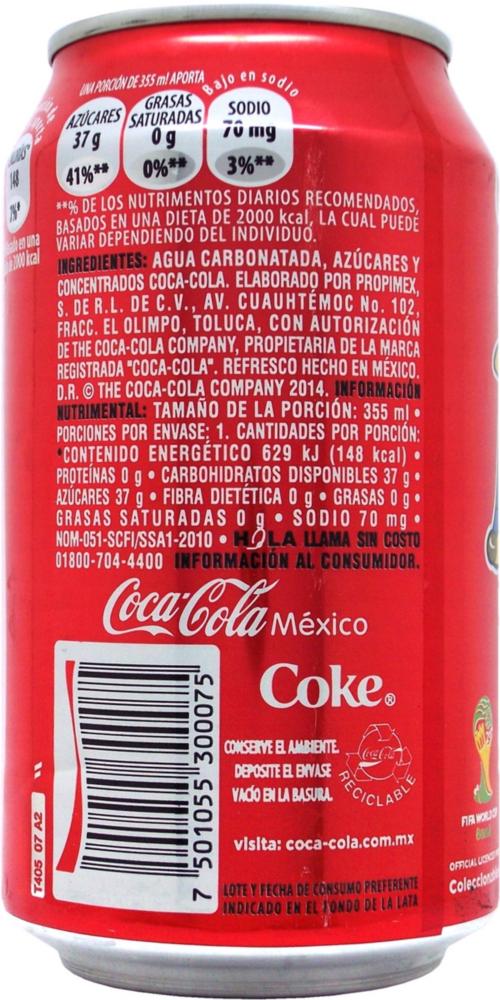 UNA PORCIÓN DE 355 ml APORTA
Bajo en sodio
AZÚCARES
37 g
41%**
GRASAS
SATURADAS
0 g
0%**
SODIO
70 mg
3%**
148
7%*
en una
2000 kcal
**% DE LOS NUTRIMENTOS DIARIOS RECOMENDADOS,
BASADOS EN UNA DIETA DE 2000 kcal, LA CUAL PUEDE
VARIAR DEPENDIENDO DEL INDIVIDUO.
INGREDIENTES: AGUA CARBONATADA, AZÚCARES Y
CONCENTRADOS COCA-COLA. ELABORADO POR PROPIMEX,
S. DE R.L. DE C.V., AV. CUAUHTÉMOC No. 102,
FRACC. EL OLIMPO, TOLUCA, CON AUTORIZACIÓN
DE THE COCA-COLA COMPANY, PROPIETARIA DE LA MARCA
REGISTRADA "COCA-COLA". REFRESCO HECHO EN MÉXICO.
D.R. © THE COCA-COLA COMPANY 2014. INFORMACIÓN
NUTRIMENTAL: TAMAÑO DE LA PORCIÓN: 355 ml •
PORCIONES POR ENVASE: 1. CANTIDADES POR PORCIÓN:
*CONTENIDO ENERGÉTICO 629 kJ (148 kcal) •
PROTEÍNAS 0 g • CARBOHIDRATOS DISPONIBLES 37 g •
AZÚCARES 37 g • FIBRA DIETÉTICA 0 g • GRASAS 0 g •
GRASAS SATURADAS 0 g • SODIO 70 mg •
NOM-051-SCFI/SSA1-2010 • HOLA LLAMA SIN COSTO
01800-704-4400 INFORMACIÓN AL CONSUMIDOR.
Coca-Cola México
Coke®
CONSERVE EL AMBIENTE.
DEPOSITE EL ENVASE
VACÍO EN LA BASURA.
Coca-Cola
RECICLABLE
visita: coca-cola.com.mx
LOTE Y FECHA DE CONSUMO PREFERENTE
INDICADO EN EL FONDO DE LA LATA
7 501055 300075
T405 07 A2
FIFA WORLD CUP
OFFICIAL